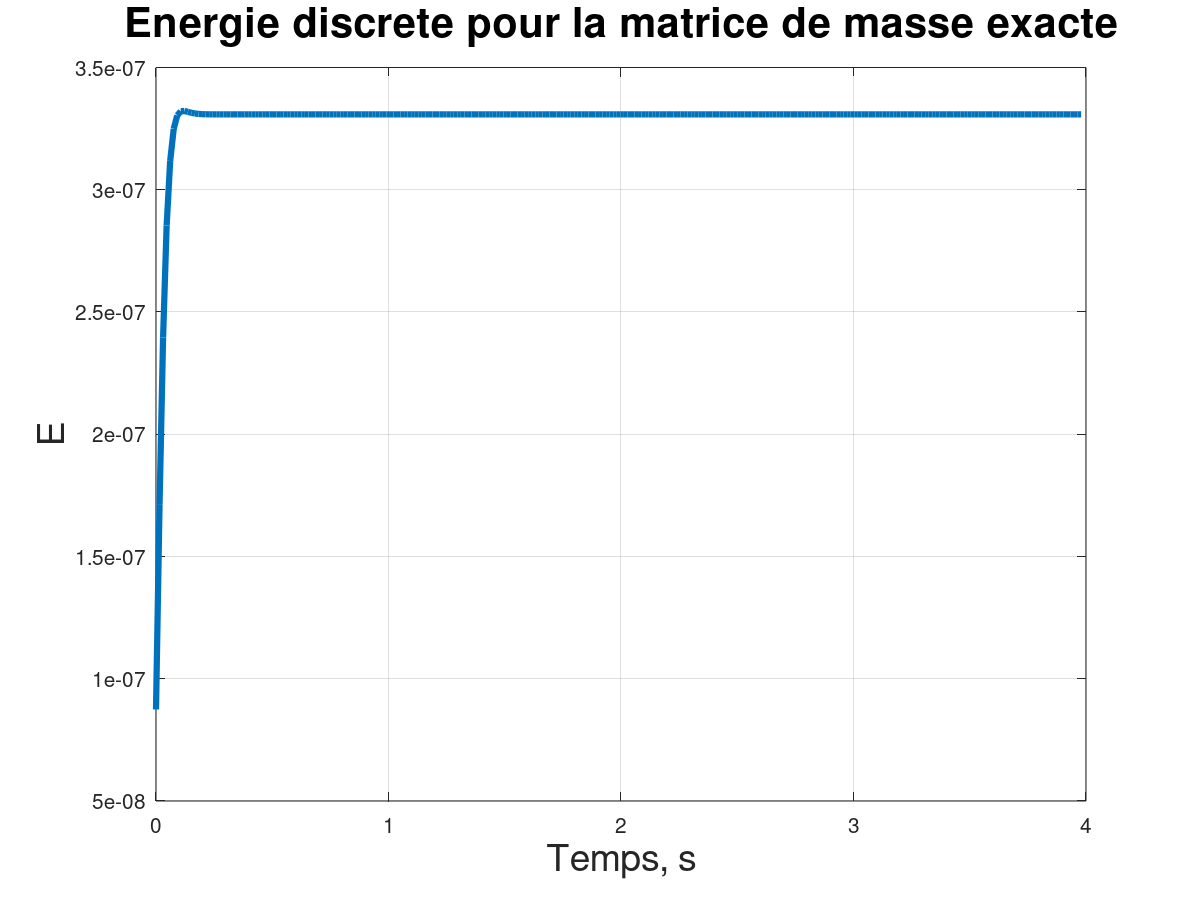 Energie discrete pour la matrice de masse exacte
3.5e-07
3e-07
2.5e-07
2e-07
1.5e-07
1e-07
5e-08
E
0 1 2 3 4
Temps, s